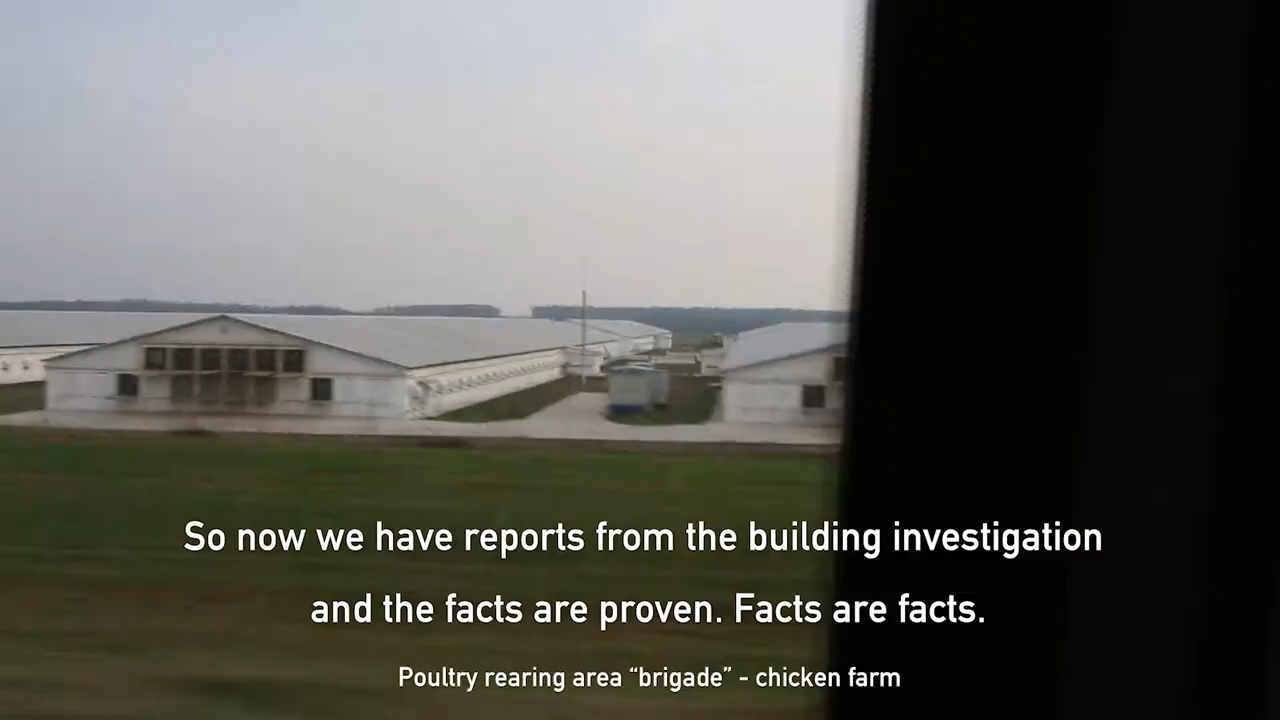 So now we have reports from the building investigation
and the facts are proven. Facts are facts.
Poultry rearing area “brigade” - chicken farm